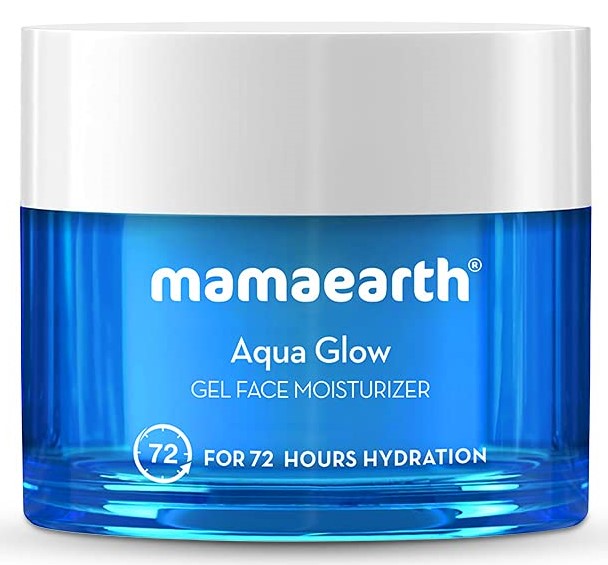 mamaearth®
Aqua Glow
GEL FACE MOISTURIZER
72 FOR 72 HOURS HYDRATION